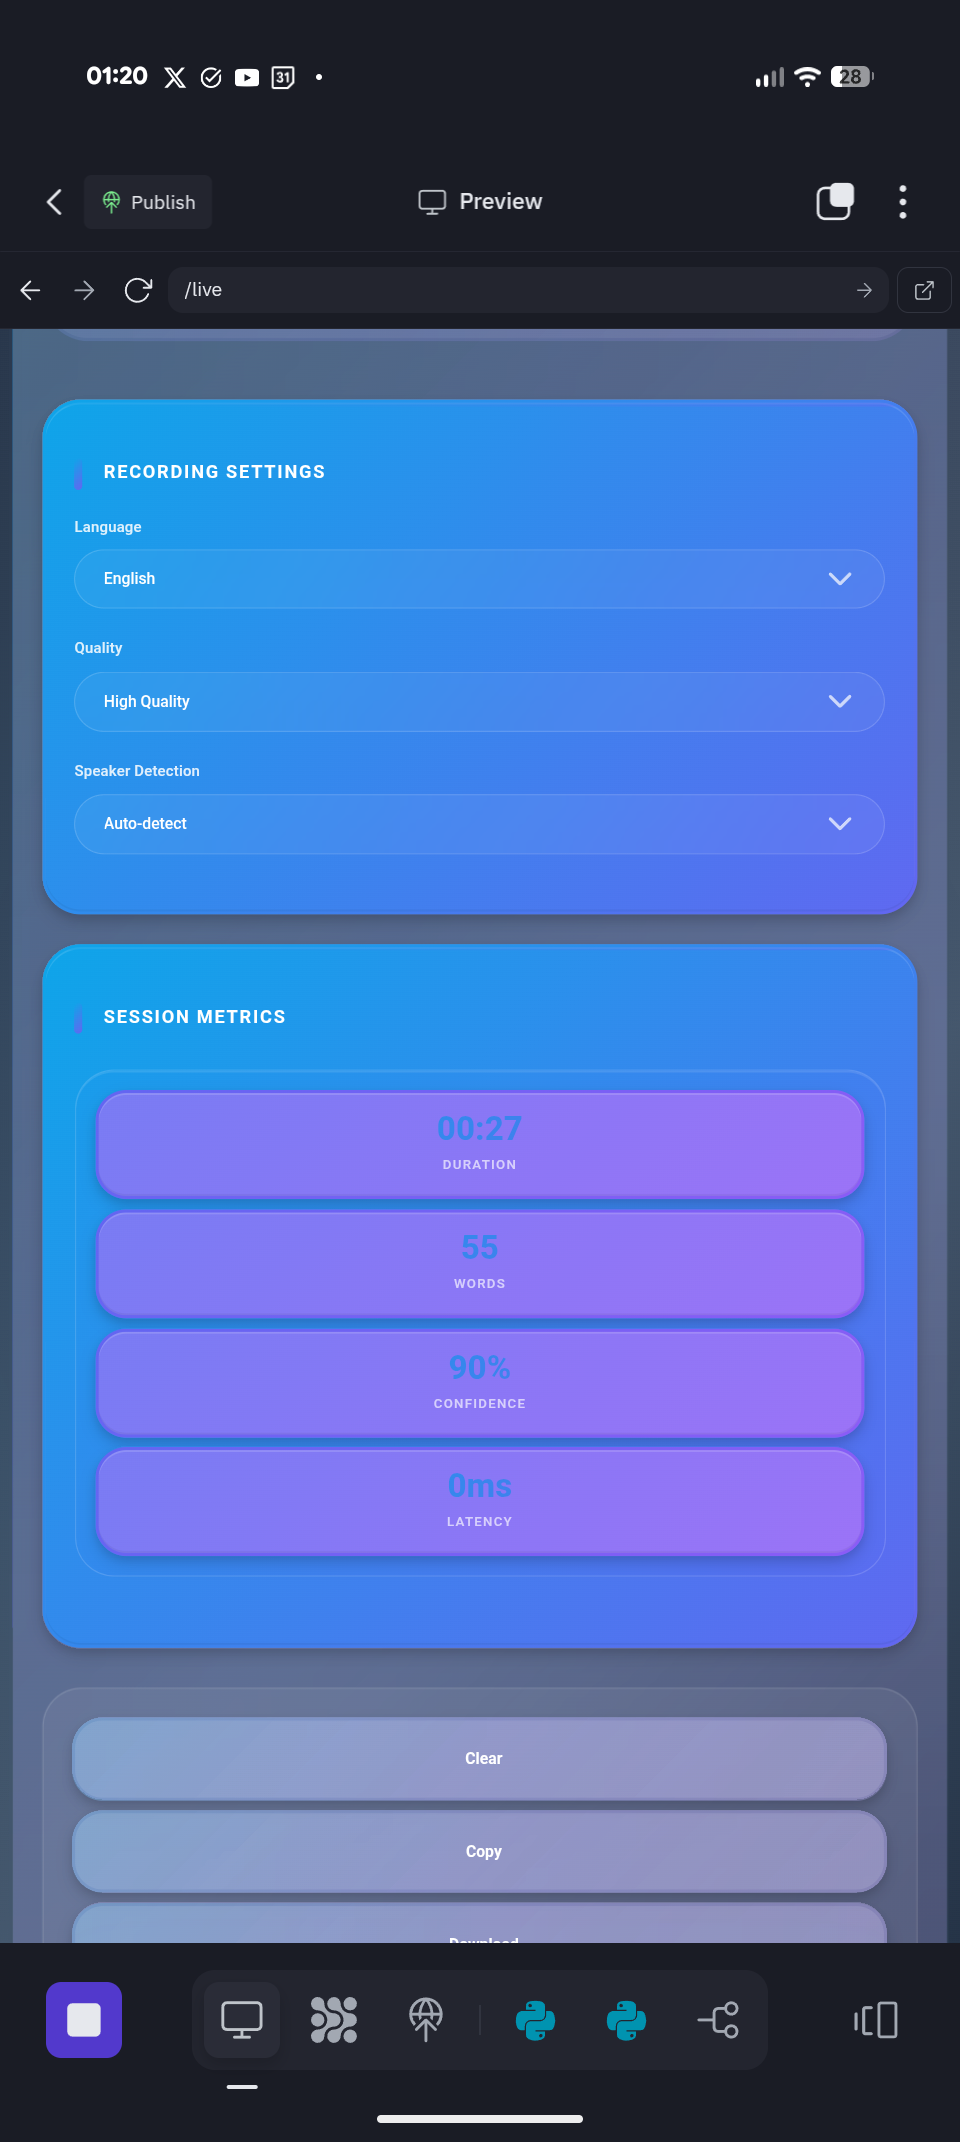 01:20
31
28
Publish
Preview
/live
RECORDING SETTINGS
Language
English
Quality
High Quality
Speaker Detection
Auto-detect
SESSION METRICS
00:27
DURATION
55
WORDS
90%
CONFIDENCE
0ms
LATENCY
Clear
Copy
Download